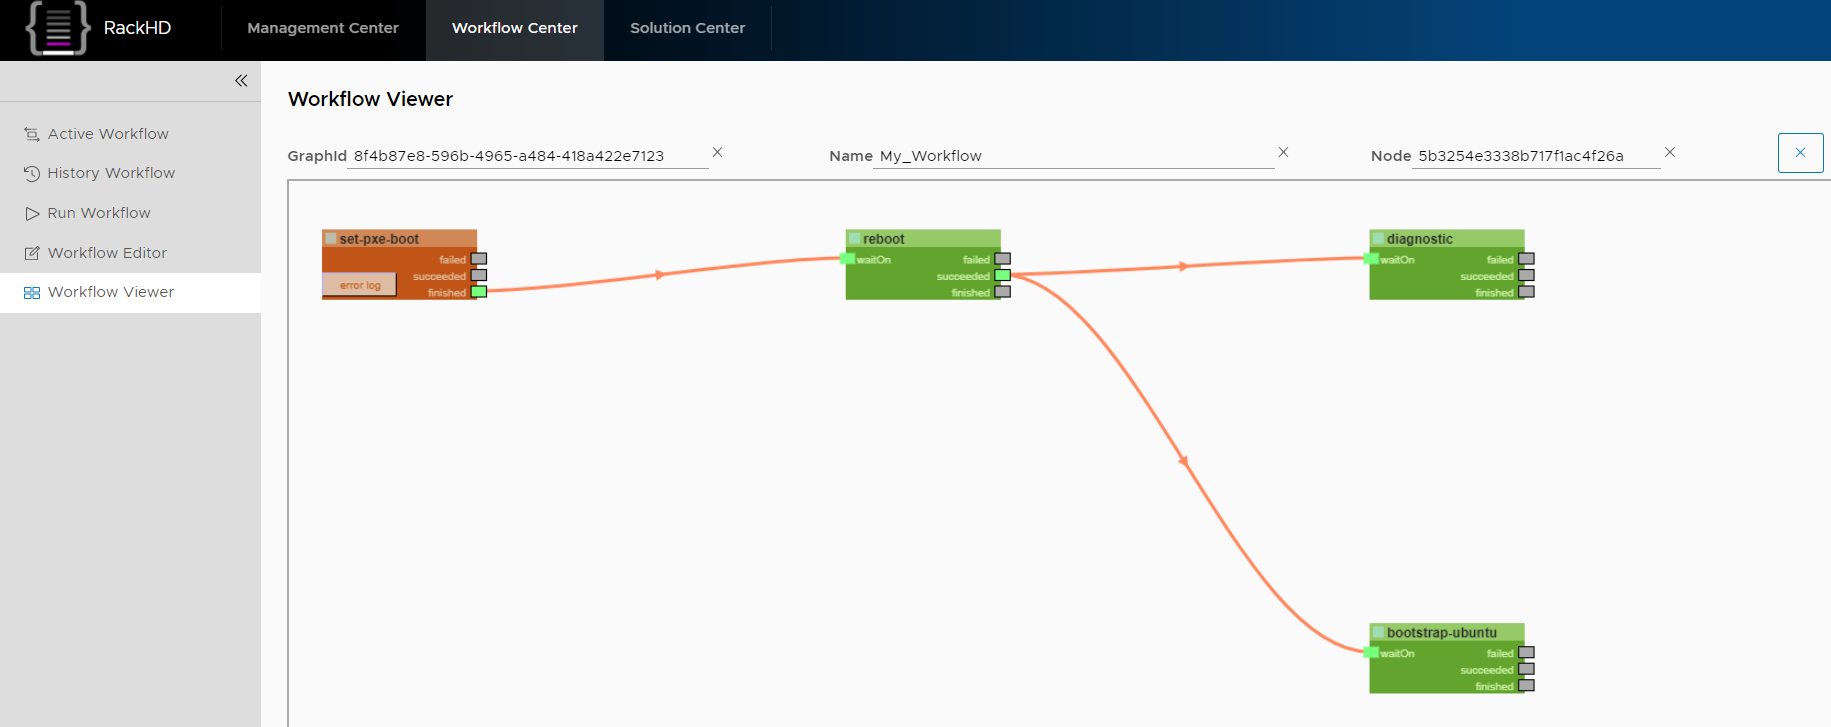 RackHD
Management Center
Workflow Center
Solution Center
Active Workflow
History Workflow
Run Workflow
Workflow Editor
Workflow Viewer
Workflow Viewer
GraphId 8f4b87e8-596b-4965-a484-418a422e7123
Name My_Workflow
Node 5b3254e3338b717f1ac4f26a
set-pxe-boot
failed
succeeded
error log
finished
reboot
waitOn failed
succeeded
finished
diagnostic
waitOn failed
succeeded
finished
bootstrap-ubuntu
waitOn failed
succeeded
finished